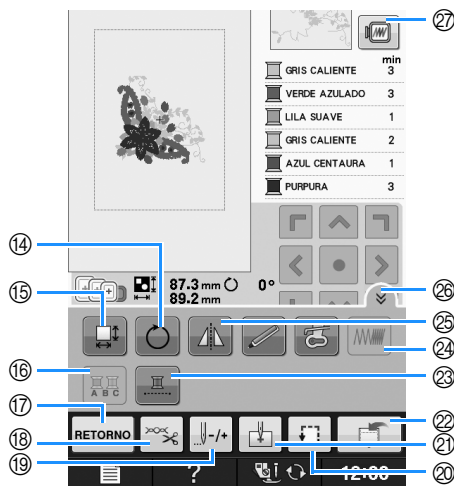 27
min
GRIS CALIENTE 3
VERDE AZULADO 3
LILA SUAVE 1
GRIS CALIENTE 2
AZUL CENTAURA 1
PURPURA 3
14
87.3 mm 0°
89.2 mm
15
26
25
24
16
A B C
23
17
RETORNO
-/+
22
18
19
21
20
?
12:00